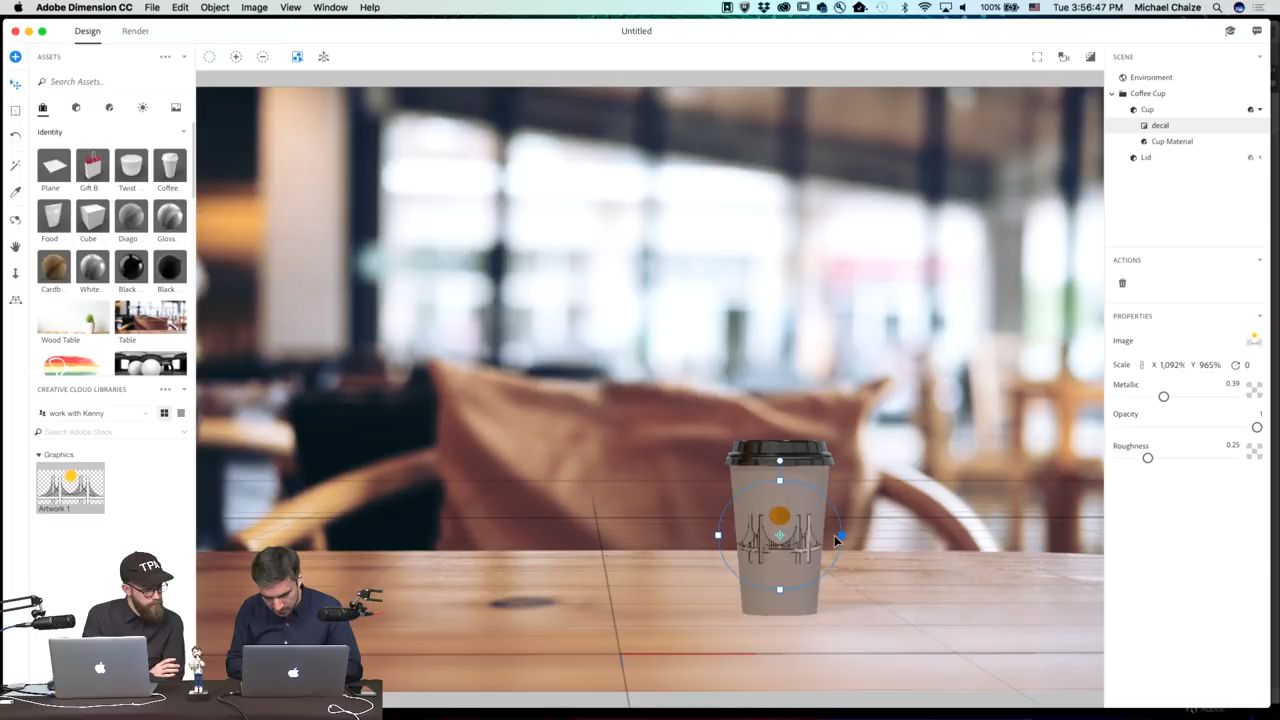 Adobe Dimension CC File Edit Object Image View Window Help 100% Tue 3:56:47 PM Michael Chaize
Design Render Untitled
ASSETS
Search Assets..
Identity
Plane Gift B Twist ... Coffee
Food Cube ... Diago Gloss
Cardb White Black ... Black
Wood Table Table
CREATIVE CLOUD LIBRARIES
work with Kenny
Search Adobe Stock
Graphics
Artwork 1
TPA
SCENE
Environment
Coffee Cup
Cup
decal
Cup Material
Lid
ACTIONS
PROPERTIES
Image
Scale X 1,092% Y 965% 0
Metallic 0.39
Opacity 1
Roughness 0.25